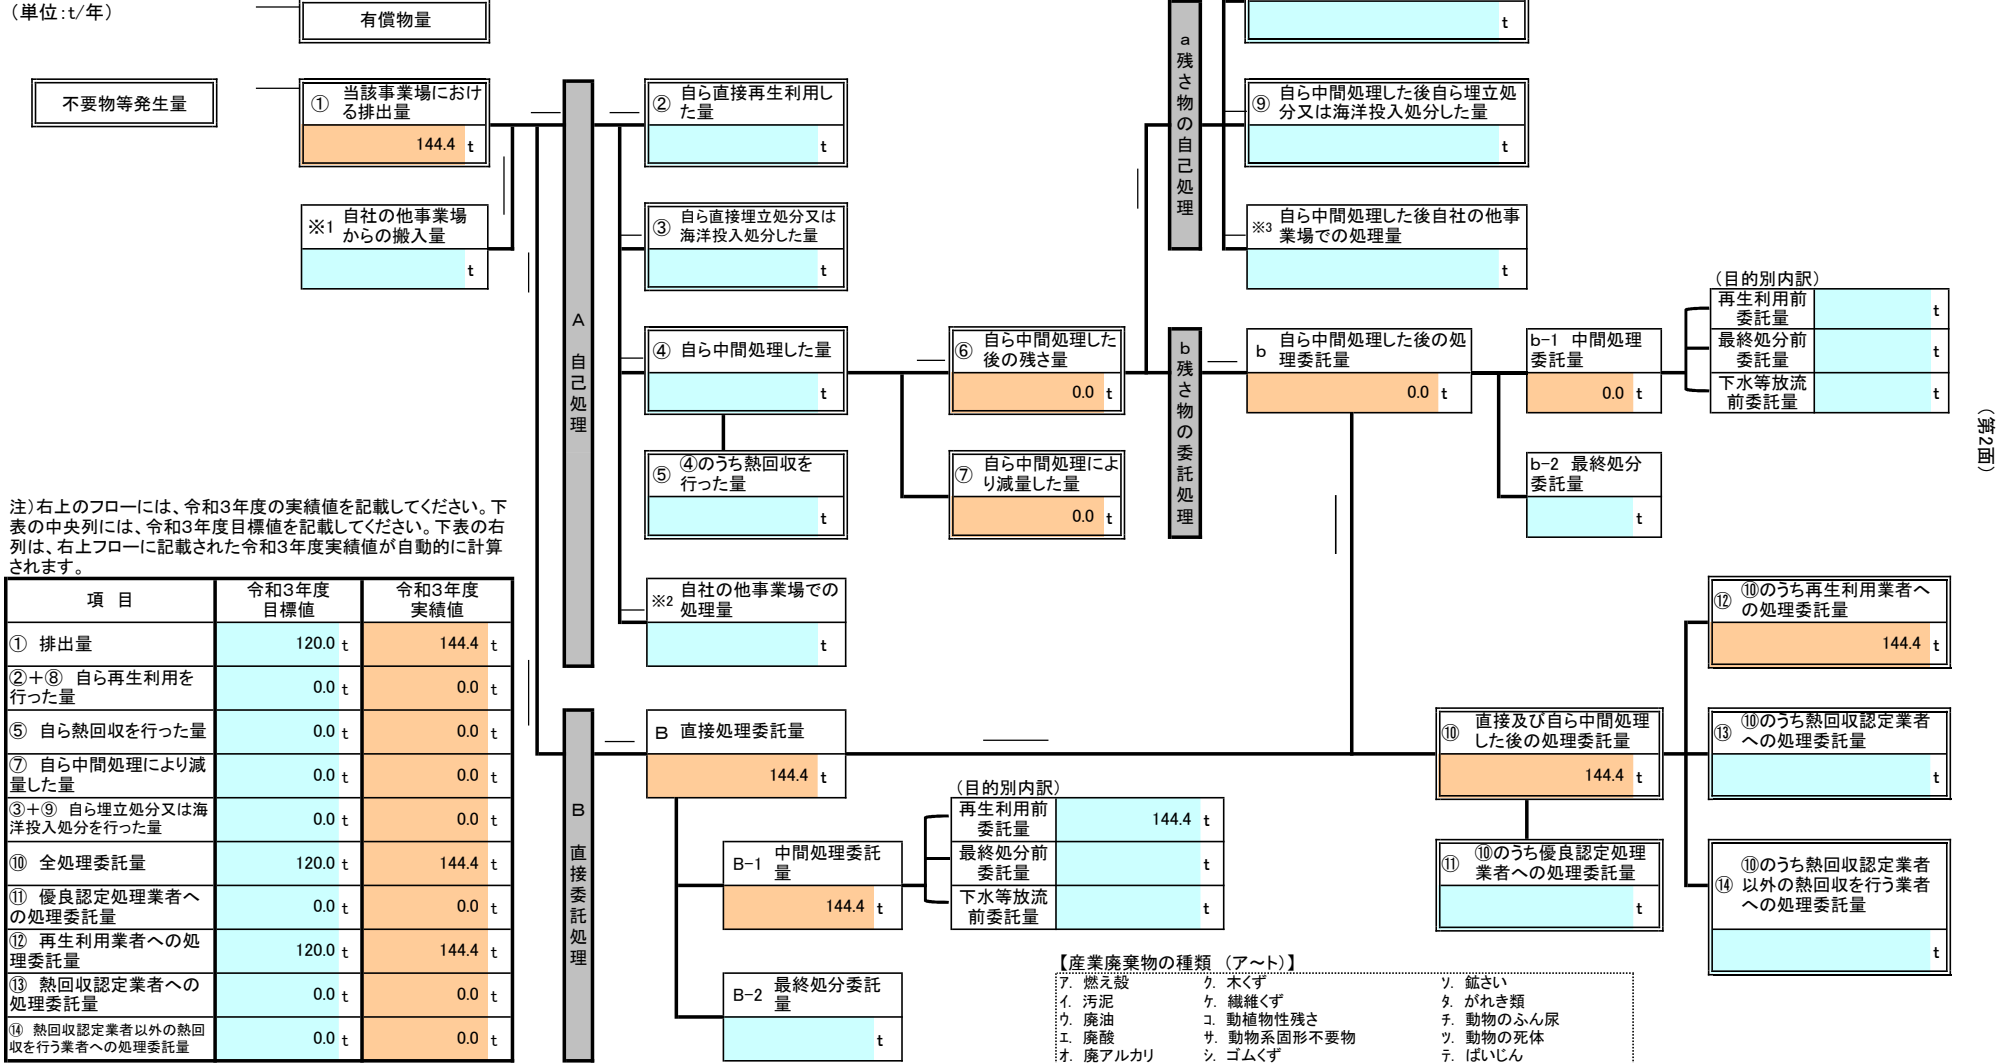 （単位：t/年）
有償物量
t
不要物等発生量
① 当該事業場におけ
る排出量
144.4 t
※1 自社の他事業場
からの搬入量
t
A 自己処理
② 自ら直接再生利用し
た量
t
③ 自ら直接埋立処分又は
海洋投入処分した量
t
④ 自ら中間処理した量
t
⑤ ④のうち熱回収を
行った量
t
※2 自社の他事業場での
処理量
t
⑥ 自ら中間処理した
後の残さ量
0.0 t
⑦ 自ら中間処理によ
り減量した量
0.0 t
a 残さ物の自己処理
⑨ 自ら中間処理した後自ら埋立処
分又は海洋投入処分した量
t
※3 自ら中間処理した後自社の他事
業場での処理量
t
b 残さ物の委託処理
b 自ら中間処理した後の処
理委託量
0.0 t
b-1 中間処理
委託量
0.0 t
（目的別内訳）
再生利用前
委託量
t
最終処分前
委託量
t
下水等放流
前委託量
t
b-2 最終処分
委託量
t
（第2面）
注）右上のフローには、令和3年度の実績値を記載してください。下
表の中央列には、令和3年度目標値を記載してください。下表の右
列は、右上フローに記載された令和3年度実績値が自動的に計算
されます。
項 目 令和3年度 目標値 令和3年度 実績値
① 排出量 120.0 t 144.4 t
②＋⑧ 自ら再生利用を
行った量 0.0 t 0.0 t
⑤ 自ら熱回収を行った量 0.0 t 0.0 t
⑦ 自ら中間処理により減
量した量 0.0 t 0.0 t
③＋⑨ 自ら埋立処分又は海
洋投入処分を行った量 0.0 t 0.0 t
⑩ 全処理委託量 120.0 t 144.4 t
⑪ 優良認定処理業者へ
の処理委託量 0.0 t 0.0 t
⑫ 再生利用業者への処
理委託量 120.0 t 144.4 t
⑬ 熱回収認定業者への
処理委託量 0.0 t 0.0 t
⑭ 熱回収認定業者以外の熱回
収を行う業者への処理委託量 0.0 t 0.0 t
B 直接委託処理
B 直接処理委託量
144.4 t
B-1 中間処理委託
量
144.4 t
（目的別内訳）
再生利用前
委託量
144.4 t
最終処分前
委託量
t
下水等放流
前委託量
t
B-2 最終処分委託
量
t
⑩ 直接及び自ら中間処理
した後の処理委託量
144.4 t
⑪ ⑩のうち優良認定処理
業者への処理委託量
t
⑫ ⑩のうち再生利用業者へ
の処理委託量
144.4 t
⑬ ⑩のうち熱回収認定業者
への処理委託量
t
⑭ ⑩のうち熱回収認定業者
以外の熱回収を行う業者
への処理委託量
t
【産業廃棄物の種類 （ア～ト）】
ア. 燃え殻 ク. 木くず ソ. 鉱さい
イ. 汚泥 ケ. 繊維くず タ. がれき類
ウ. 廃油 コ. 動植物性残さ チ. 動物のふん尿
エ. 廃酸 サ. 動物系固形不要物 ツ. 動物の死体
オ. 廃アルカリ シ. ゴムくず テ. ばいじん